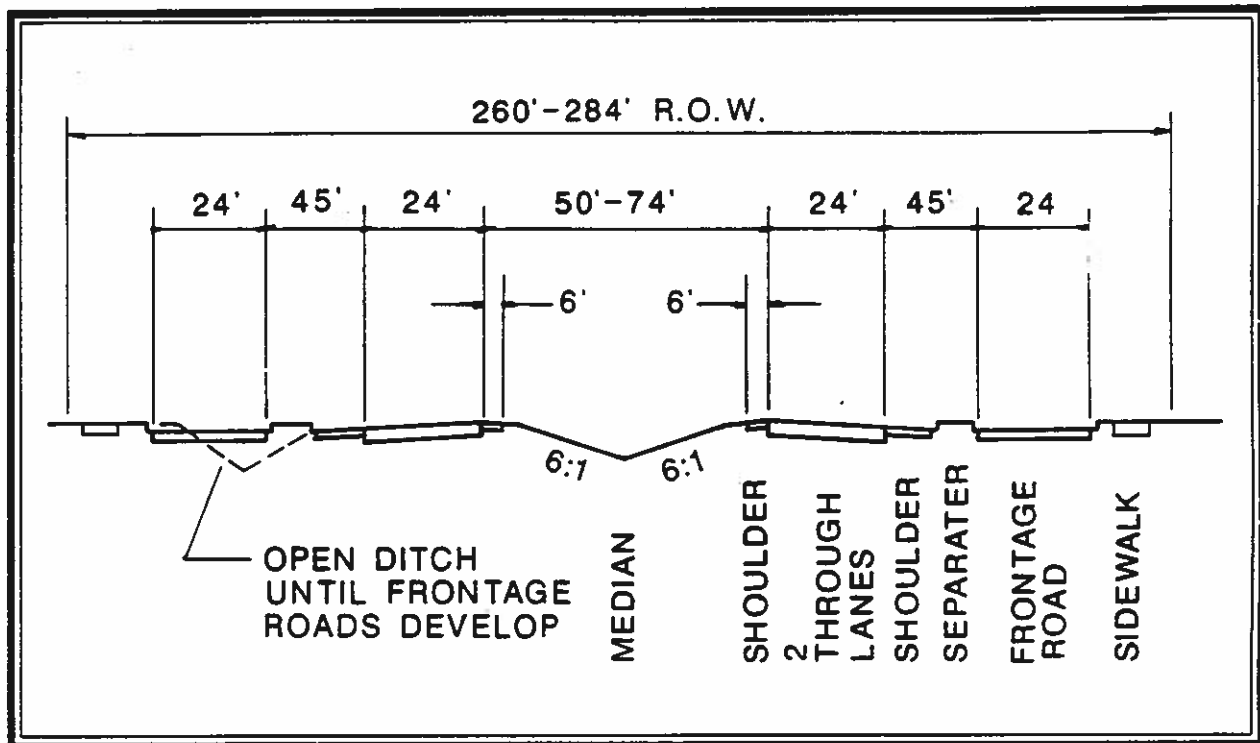 260'-284' R.O.W.
24' 45' 24' 50'-74' 24' 45' 24
6' 6'
6:1 6:1
OPEN DITCH
UNTIL FRONTAGE
ROADS DEVELOP
MEDIAN
SHOULDER
2
THROUGH
LANES
SHOULDER
SEPARATER
FRONTAGE
ROAD
SIDEWALK